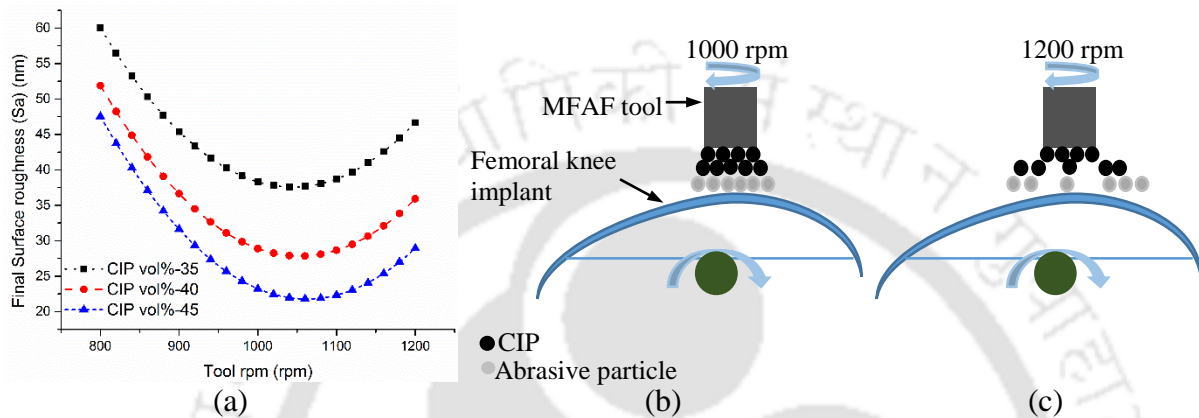 60
55
50
45
40
35
30
25
20
Final Surface roughness (Sa) (nm)
CIP vol%-35
CIP vol%-40
CIP vol%-45
800
900
1000
1100
1200
Tool rpm (rpm)
(a)
1000 rpm
MFAF tool
Femoral knee
implant
CIP
Abrasive particle
(b)
1200 rpm
(c)